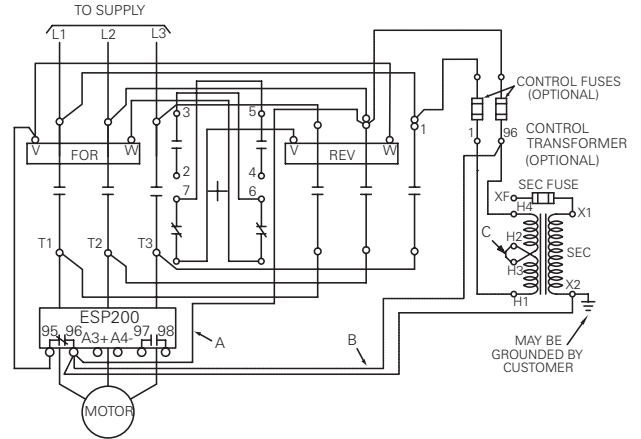 TO SUPPLY
L1 L2 L3
CONTROL FUSES
(OPTIONAL)
3 5 1 1 96
CONTROL
TRANSFORMER
(OPTIONAL)
V FOR W REV V W
2 4
7 6
SEC FUSE
XF
H4 X1
C H2
H3 SEC
H1 X2
T1 T2 T3
ESP200
95 96 A3+ A4- 97 98
A
B
MAY BE
GROUNDED BY
CUSTOMER
MOTOR